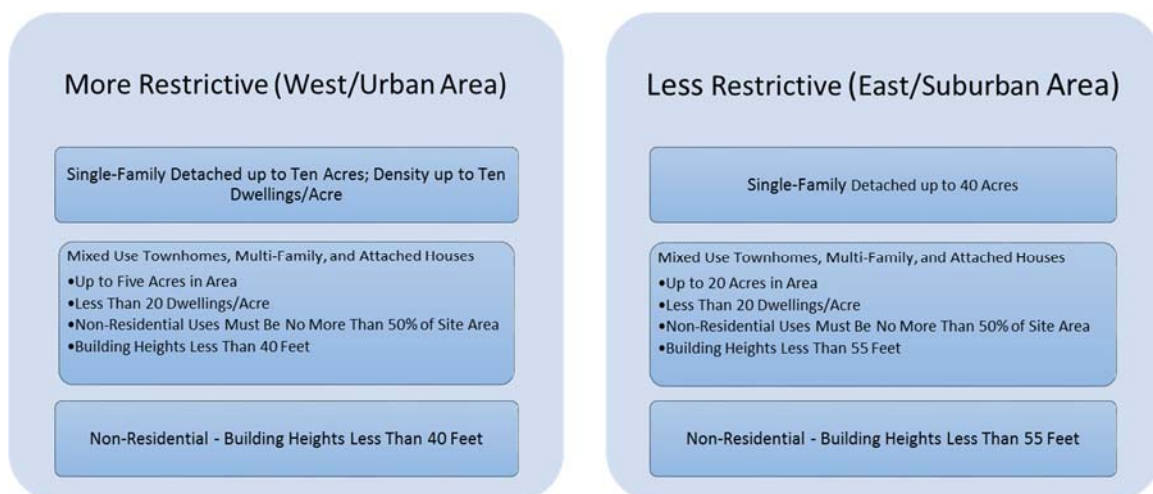 More Restrictive (West/Urban Area)
Single-Family Detached up to Ten Acres; Density up to Ten
Dwellings/Acre
Mixed Use Townhomes, Multi-Family, and Attached Houses
•Up to Five Acres in Area
•Less Than 20 Dwellings/Acre
•Non-Residential Uses Must Be No More Than 50% of Site Area
•Building Heights Less Than 40 Feet
Non-Residential - Building Heights Less Than 40 Feet
Less Restrictive (East/Suburban Area)
Single-Family Detached up to 40 Acres
Mixed Use Townhomes, Multi-Family, and Attached Houses
•Up to 20 Acres in Area
•Less Than 20 Dwellings/Acre
•Non-Residential Uses Must Be No More Than 50% of Site Area
•Building Heights Less Than 55 Feet
Non-Residential - Building Heights Less Than 55 Feet